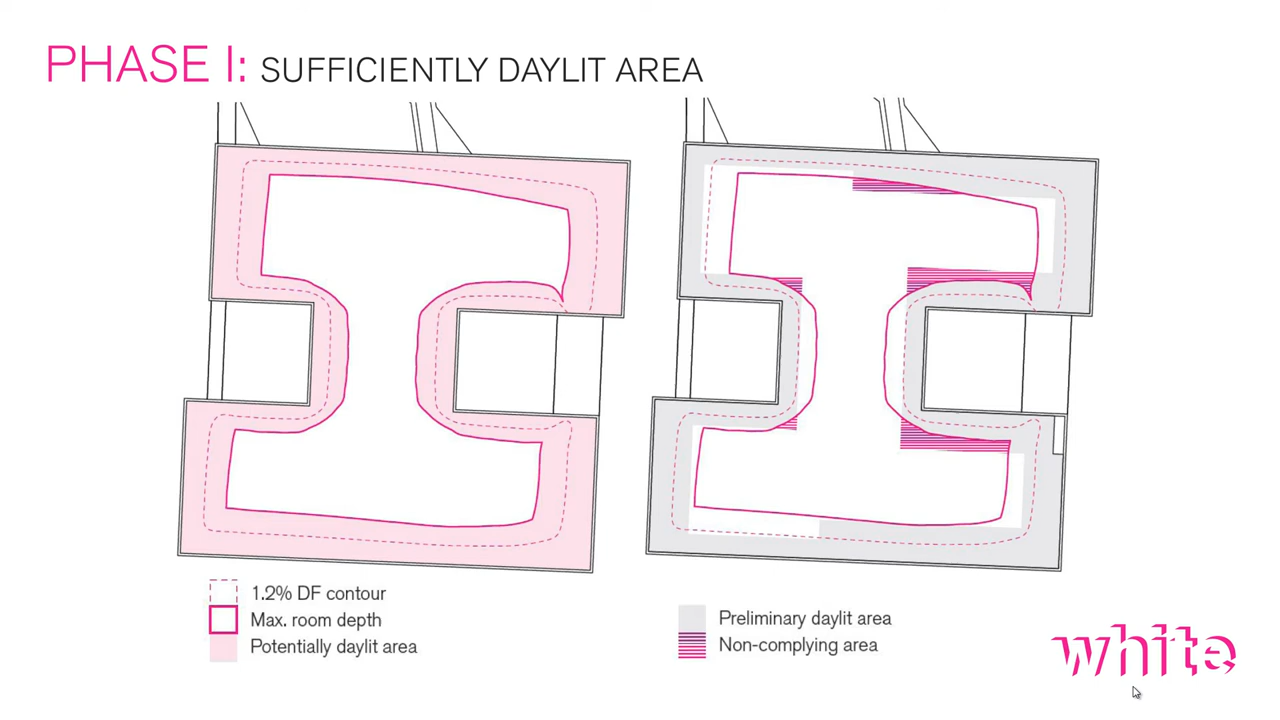 PHASE I: SUFFICIENTLY DAYLIT AREA
1.2% DF contour
Max. room depth
Potentially daylit area
Preliminary daylit area
Non-complying area
white